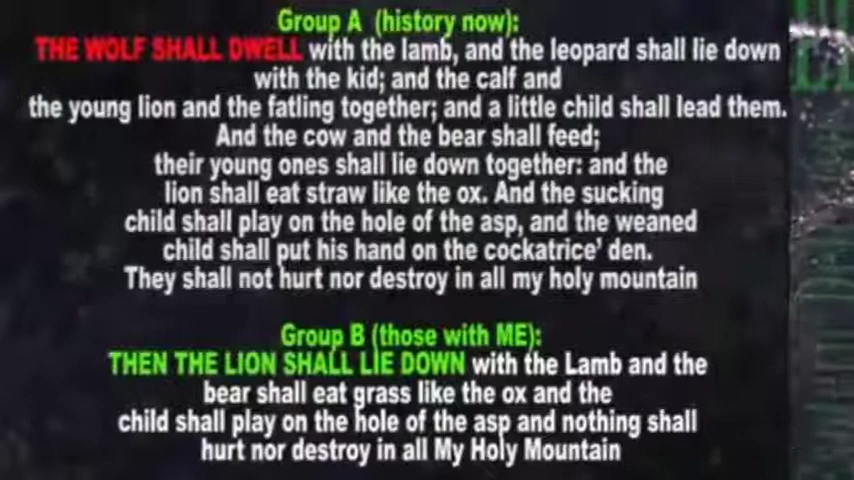 Group A (history now):
THE WOLF SHALL DWELL with the lamb, and the leopard shall lie down
with the kid; and the calf and
the young lion and the fatling together; and a little child shall lead them.
And the cow and the bear shall feed;
their young ones shall lie down together: and the
lion shall eat straw like the ox. And the sucking
child shall play on the hole of the asp, and the weaned
child shall put his hand on the cockatrice' den.
They shall not hurt nor destroy in all my holy mountain
Group B (those with ME):
THEN THE LION SHALL LIE DOWN with the Lamb and the
bear shall eat grass like the ox and the
child shall play on the hole of the asp and nothing shall
hurt nor destroy in all My Holy Mountain